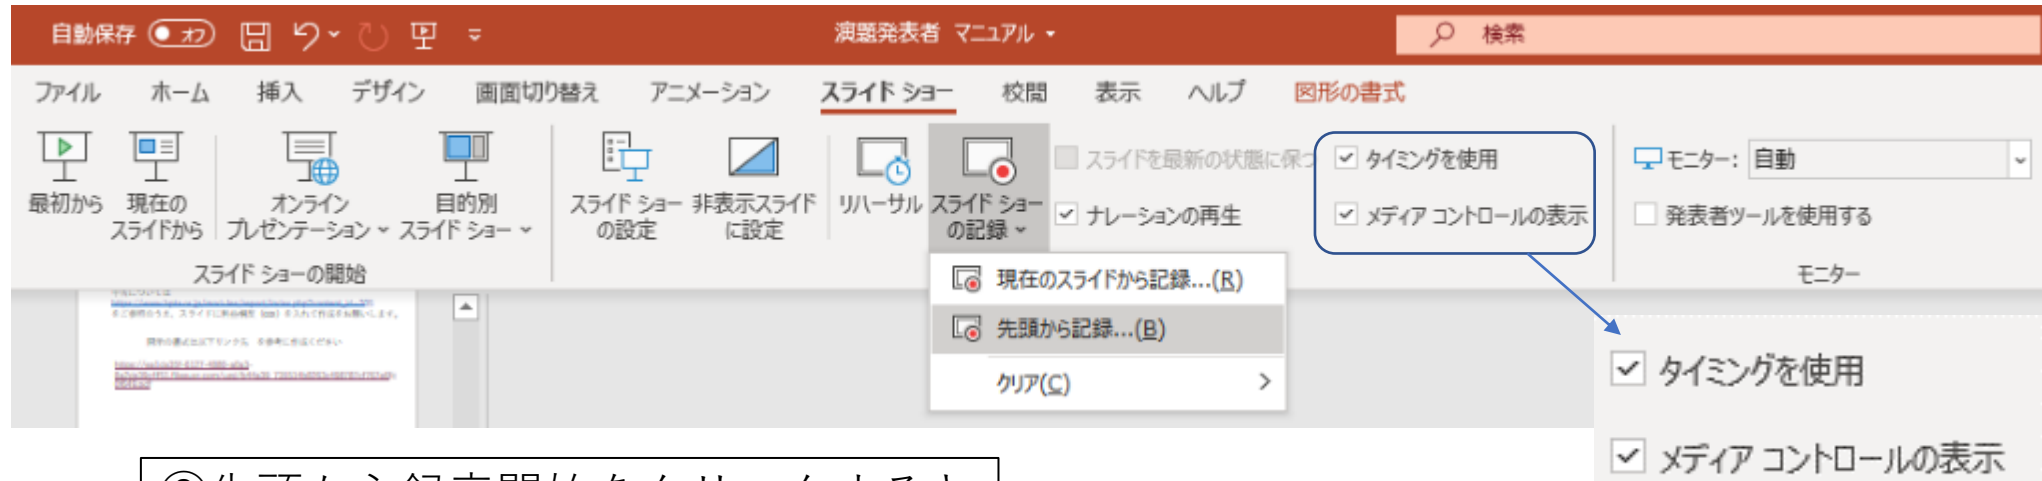 自動保存 オフ 演題発表者 マニュアル 検索
ファイル ホーム 挿入 デザイン 画面切り替え アニメーション スライド ショー 校閲 表示 ヘルプ 図形の書式
最初から
現在の
スライドから
オンライン
プレゼンテーション
目的別
スライド ショー
スライド ショーの開始
スライド ショー
の設定
非表示スライド
に設定
リハーサル
スライド ショー
の記録
スライドを最新の状態に保つ
ナレーションの再生
タイミングを使用
メディア コントロールの表示
モニター: 自動
発表者ツールを使用する
モニター
現在のスライドから記録...(R)
先頭から記録...(B)
クリア(C)
タイミングを使用
メディア コントロールの表示